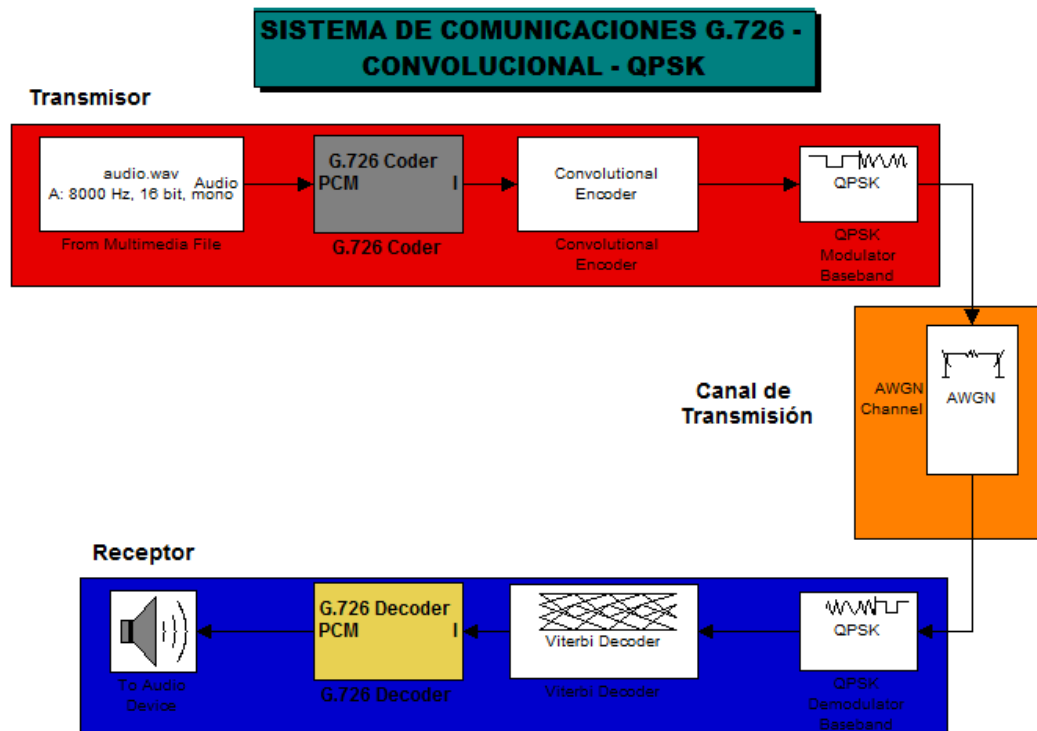 SISTEMA DE COMUNICACIONES G.726 -
CONVOLUCIONAL - QPSK
Transmisor
audio.wav
A: 8000 Hz, 16 bit, mono
Audio
From Multimedia File
G.726 Coder
PCM
I
G.726 Coder
Convolutional
Encoder
Convolutional
Encoder
QPSK
QPSK
Modulator
Baseband
Canal de
Transmisión
AWGN
Channel
AWGN
Receptor
To Audio
Device
G.726 Decoder
PCM
I
G.726 Decoder
Viterbi Decoder
Viterbi Decoder
QPSK
QPSK
Demodulator
Baseband